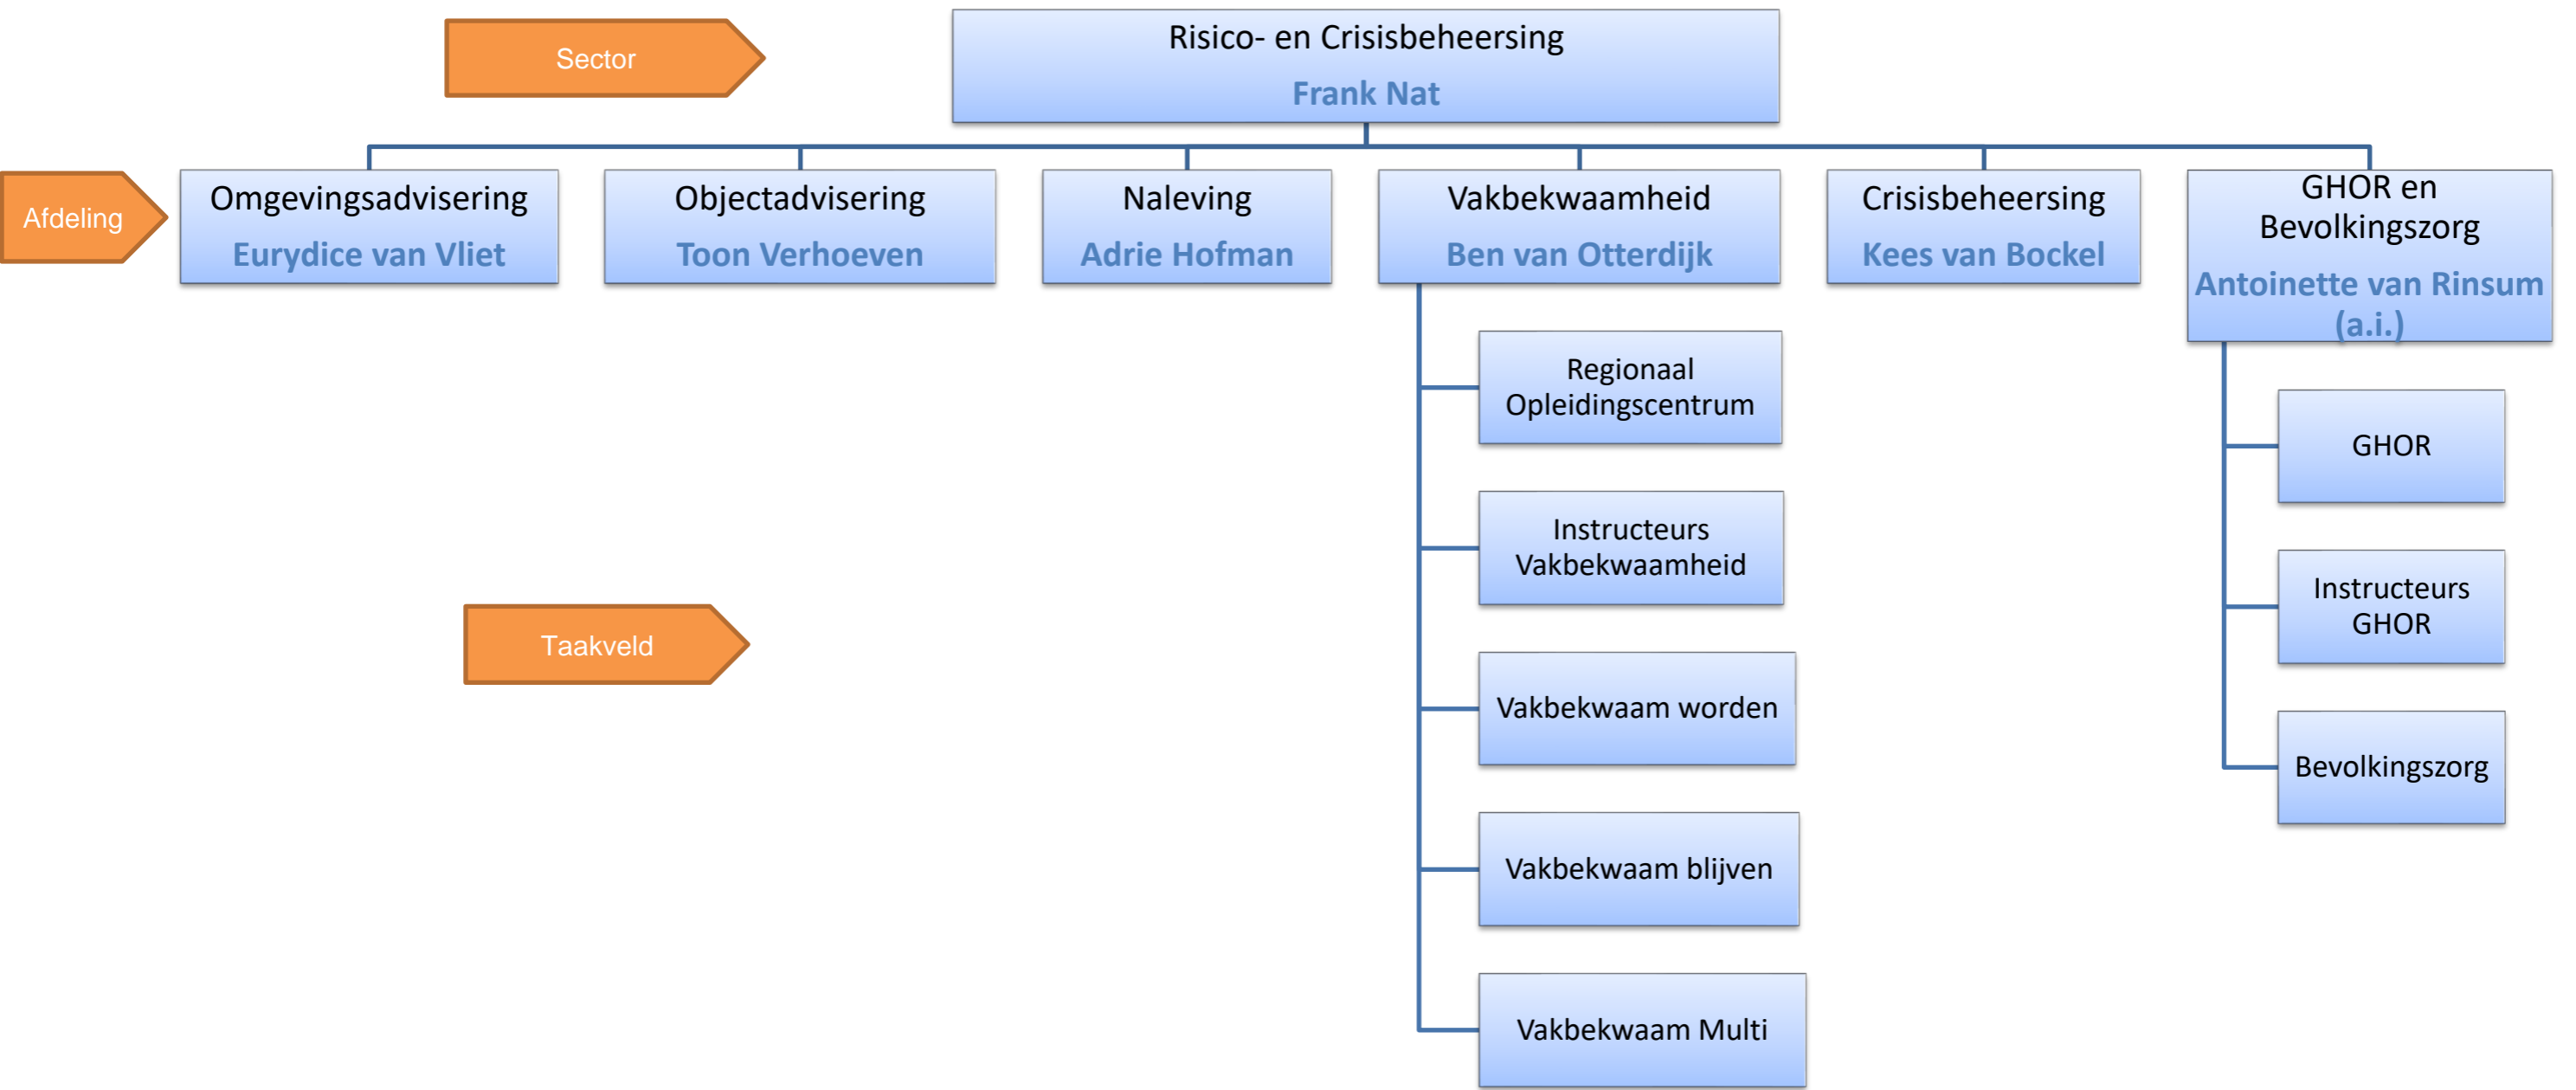 Sector
Risico- en Crisisbeheersing
Frank Nat
Afdeling
Omgevingsadvisering
Eurydice van Vliet
Objectadvisering
Toon Verhoeven
Naleving
Adrie Hofman
Vakbekwaamheid
Ben van Otterdijk
Crisisbeheersing
Kees van Bockel
GHOR en
Bevolkingszorg
Antoinette van Rinsum
(a.i.)
Taakveld
Regionaal
Opleidingscentrum
Instructeurs
Vakbekwaamheid
Vakbekwaam worden
Vakbekwaam blijven
Vakbekwaam Multi
GHOR
Instructeurs
GHOR
Bevolkingszorg